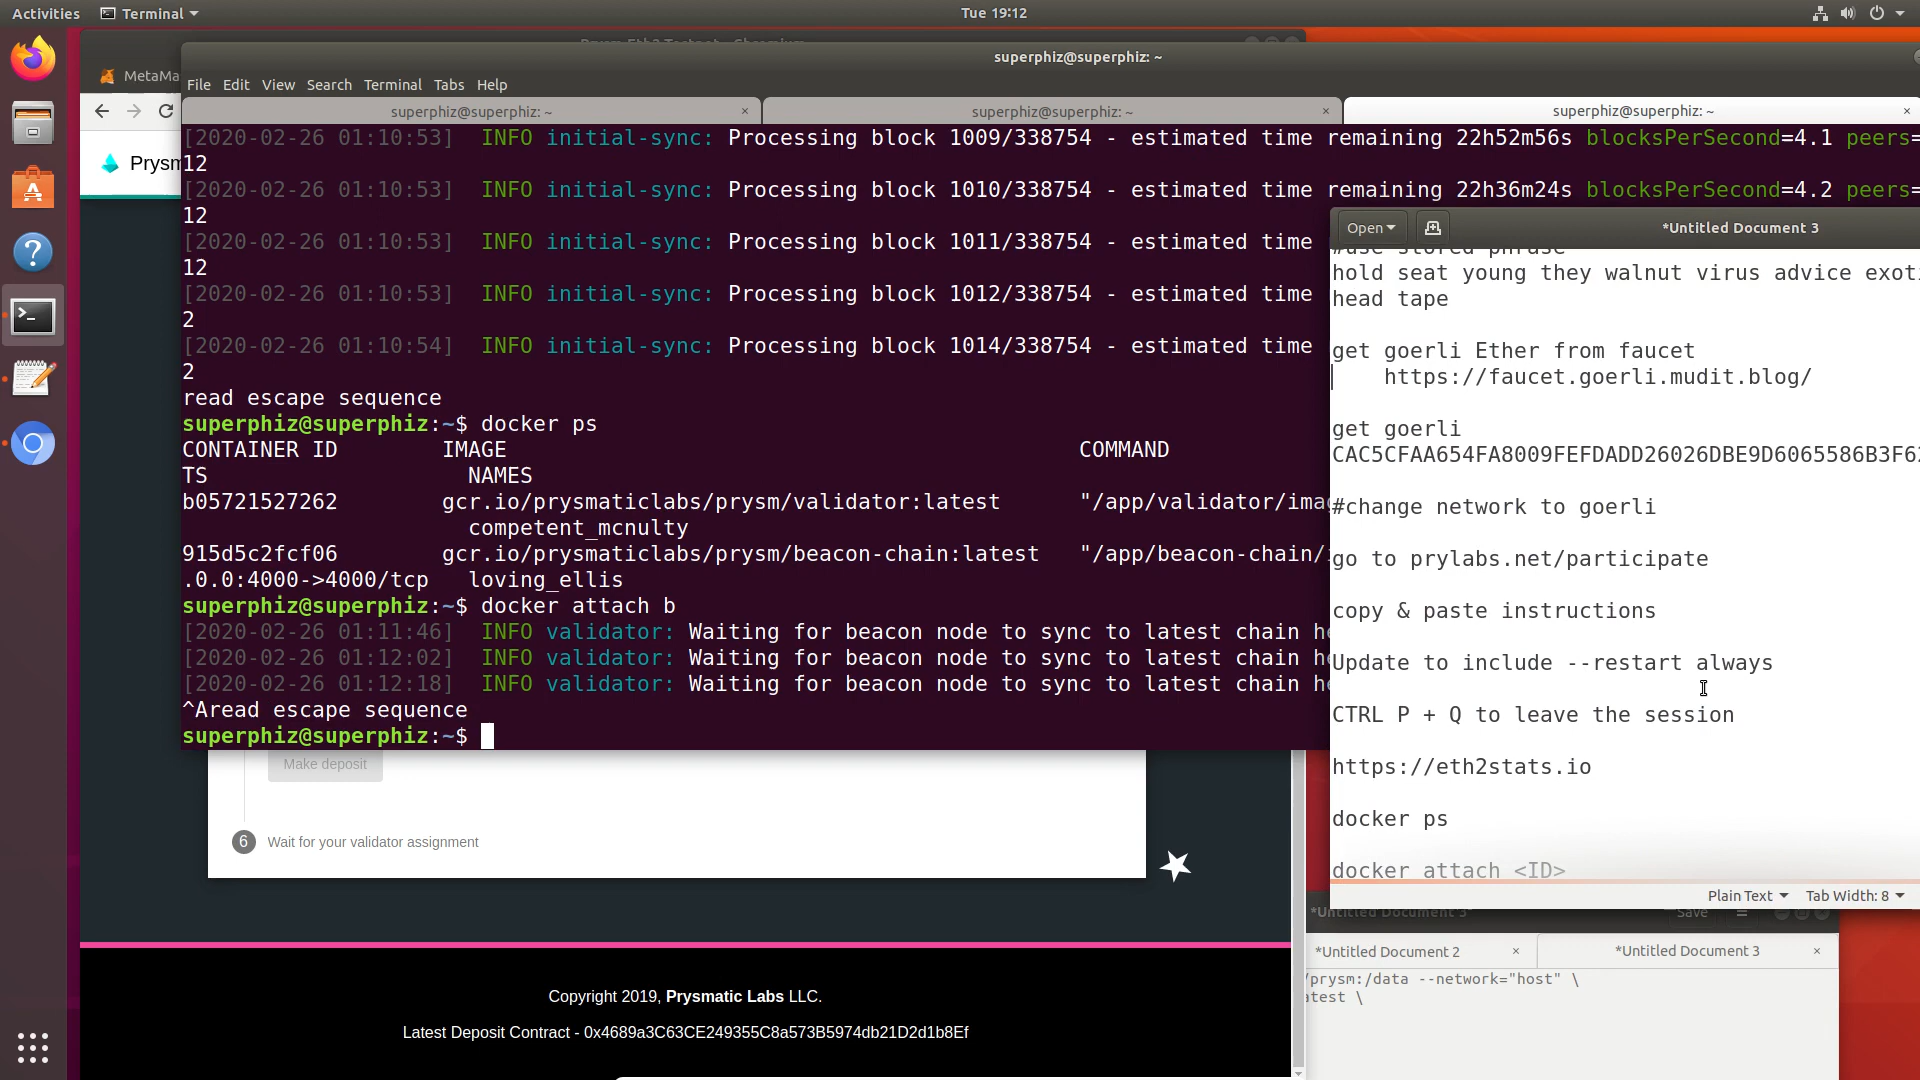 Activities
Terminal
Tue 19:12
superphiz@superphiz: ~
File Edit View Search Terminal Tabs Help
superphiz@superphiz: ~
superphiz@superphiz: ~
superphiz@superphiz: ~
MetaMa
Prysm
[2020-02-26 01:10:53]  INFO initial-sync: Processing block 1009/338754 - estimated time remaining 22h52m56s blocksPerSecond=4.1 peers=
12
[2020-02-26 01:10:53]  INFO initial-sync: Processing block 1010/338754 - estimated time remaining 22h36m24s blocksPerSecond=4.2 peers=
12
[2020-02-26 01:10:53]  INFO initial-sync: Processing block 1011/338754 - estimated time
12
[2020-02-26 01:10:53]  INFO initial-sync: Processing block 1012/338754 - estimated time
2
[2020-02-26 01:10:54]  INFO initial-sync: Processing block 1014/338754 - estimated time
2
read escape sequence
superphiz@superphiz:~$ docker ps
CONTAINER ID        IMAGE                                            COMMAND
TS                    NAMES
b05721527262        gcr.io/prysmaticlabs/prysm/validator:latest      "/app/validator/imag
competent_mcnulty
915d5c2fcf06        gcr.io/prysmaticlabs/prysm/beacon-chain:latest   "/app/beacon-chain/
.0.0:4000->4000/tcp   loving_ellis
superphiz@superphiz:~$ docker attach b
[2020-02-26 01:11:46]  INFO validator: Waiting for beacon node to sync to latest chain he
[2020-02-26 01:12:02]  INFO validator: Waiting for beacon node to sync to latest chain he
[2020-02-26 01:12:18]  INFO validator: Waiting for beacon node to sync to latest chain he
^Aread escape sequence
superphiz@superphiz:~$
Open
*Untitled Document 3
#use stored phrase
hold seat young they walnut virus advice exoti
head tape
get goerli Ether from faucet
https://faucet.goerli.mudit.blog/
get goerli
CAC5CFAA654FA8009FEFDADD26026DBE9D6065586B3F62
#change network to goerli
go to prylabs.net/participate
copy & paste instructions
Update to include --restart always
CTRL P + Q to leave the session
https://eth2stats.io
docker ps
docker attach <ID>
Plain Text
Tab Width: 8
*Untitled Document 3
Save
*Untitled Document 2
*Untitled Document 3
/prysm:/data --network="host" \
atest \
Make deposit
6 Wait for your validator assignment
Copyright 2019, Prysmatic Labs LLC.
Latest Deposit Contract - 0x4689a3C63CE249355C8a573B5974db21D2d1b8Ef